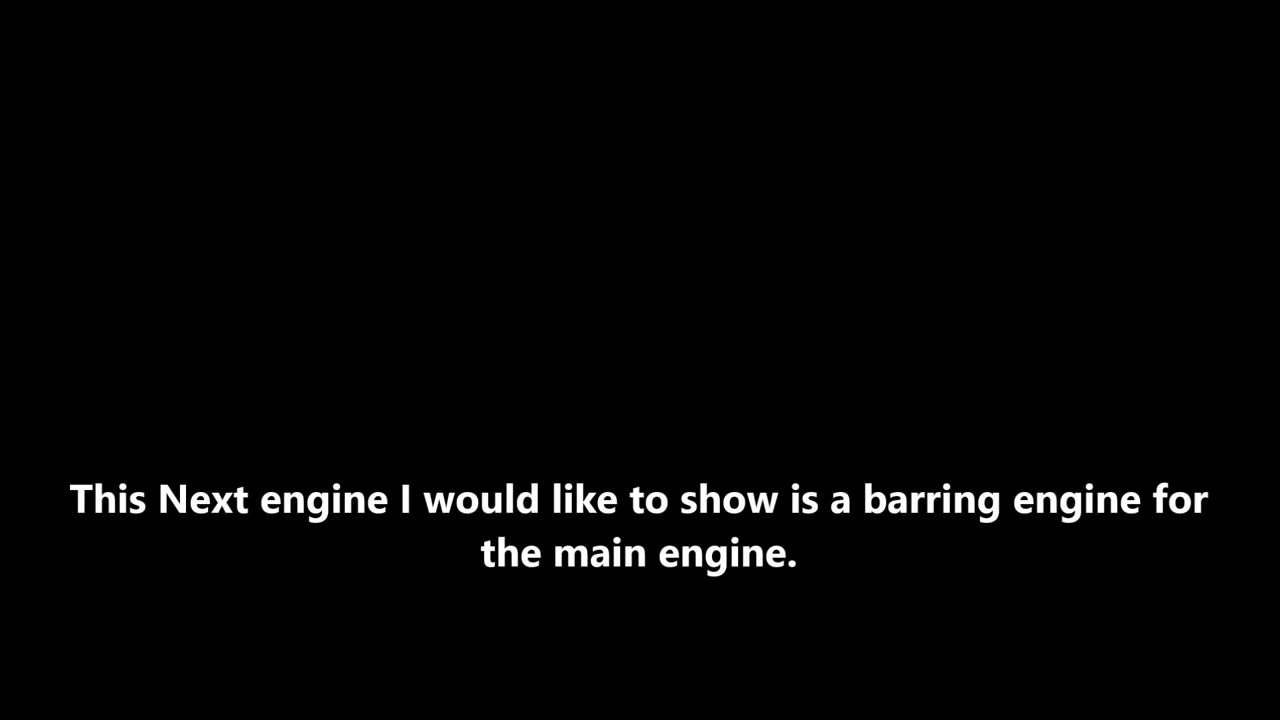 This Next engine I would like to show is a barring engine for
the main engine.